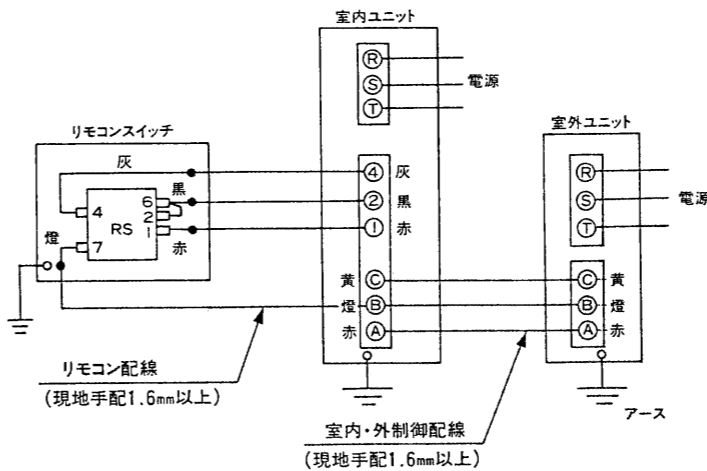 室内ユニット
R
S
T
電源
リモコンスイッチ
灰
黒
赤
燈
4
7
6
2
1
RS
4 灰
2 黒
1 赤
黄 C
燈 B
赤 A
室外ユニット
R
S
T
電源
C 黄
B 燈
A 赤
アース
リモコン配線
(現地手配1.6mm以上)
室内・外制御配線
(現地手配1.6mm以上)